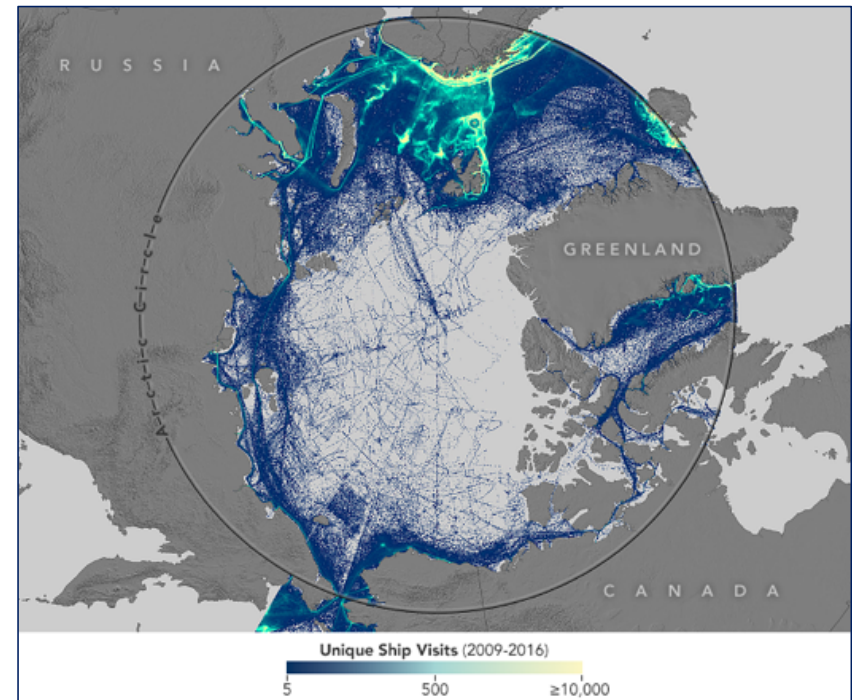 RUSSIA
Arctic Circle
GREENLAND
CANADA
Unique Ship Visits (2009-2016)
5 500 ≥10,000